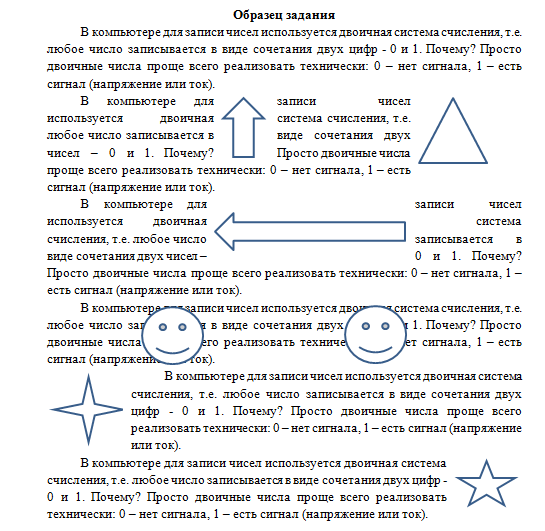 Образец задания
В компьютере для записи чисел используется двоичная система счисления, т.е.
любое число записывается в виде сочетания двух цифр - 0 и 1. Почему? Просто
двоичные числа проще всего реализовать технически: 0 – нет сигнала, 1 – есть
сигнал (напряжение или ток).
В компьютере для записи чисел
используется двоичная система счисления, т.е.
любое число записывается в виде сочетания двух
чисел – 0 и 1. Почему? Просто двоичные числа
проще всего реализовать технически: 0 – нет сигнала, 1 – есть
сигнал (напряжение или ток).
В компьютере для записи чисел
используется двоичная система
счисления, т.е. любое число записывается в
виде сочетания двух чисел – 0 и 1. Почему?
Просто двоичные числа проще всего реализовать технически: 0 – нет сигнала, 1 –
есть сигнал (напряжение или ток).
В компьютере для записи чисел используется двоичная система счисления, т.е.
любое число в виде сочетания двух 1. Почему? Просто
двоичные числа всего реализовать сигнала, 1 – есть
сигнал ток).
В компьютере для записи чисел используется двоичная система
счисления, т.е. любое число записывается в виде сочетания двух
цифр - 0 и 1. Почему? Просто двоичные числа проще всего
реализовать технически: 0 – нет сигнала, 1 – есть сигнал (напряжение
или ток).
В компьютере для записи чисел используется двоичная система
счисления, т.е. любое число записывается в виде сочетания двух цифр -
0 и 1. Почему? Просто двоичные числа проще всего реализовать
технически: 0 – нет сигнала, 1 – есть сигнал (напряжение или ток).